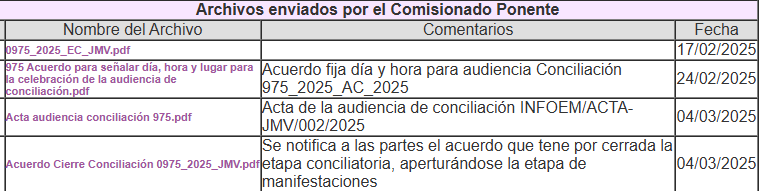 Archivos enviados por el Comisionado Ponente
Nombre del Archivo Comentarios Fecha
0975_2025_EC_JMV.pdf 17/02/2025
975 Acuerdo para señalar día, hora y lugar para
la celebración de la audiencia de
conciliación.pdf
Acuerdo fija día y hora para audiencia Conciliación
975_2025_AC_2025
24/02/2025
Acta audiencia conciliación 975.pdf
Acta de la audiencia de conciliación INFOEM/ACTA-
JMV/002/2025
04/03/2025
Acuerdo Cierre Conciliación 0975_2025_JMV.pdf
Se notifica a las partes el acuerdo que tiene por cerrada la
etapa conciliatoria, aperturándose la etapa de
manifestaciones
04/03/2025